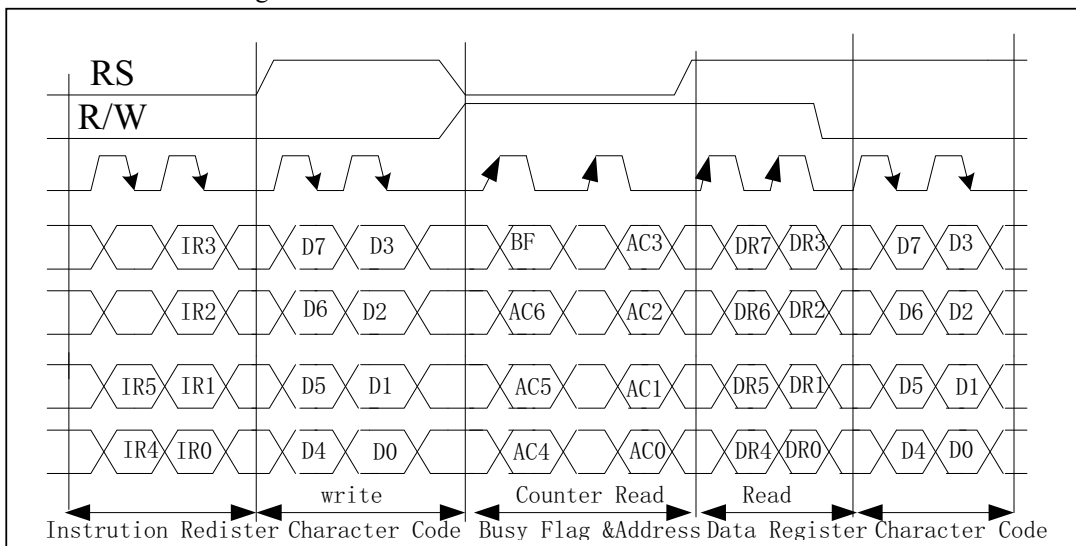 RS
R/W
IR3 D7 D3 BF AC3 DR7 DR3 D7 D3
IR2 D6 D2 AC6 AC2 DR6 DR2 D6 D2
IR5 IR1 D5 D1 AC5 AC1 DR5 DR1 D5 D1
IR4 IR0 D4 D0 AC4 AC0 DR4 DR0 D4 D0
write Counter Read Read
Instrution Redister Character Code Busy Flag &Address Data Register Character Code